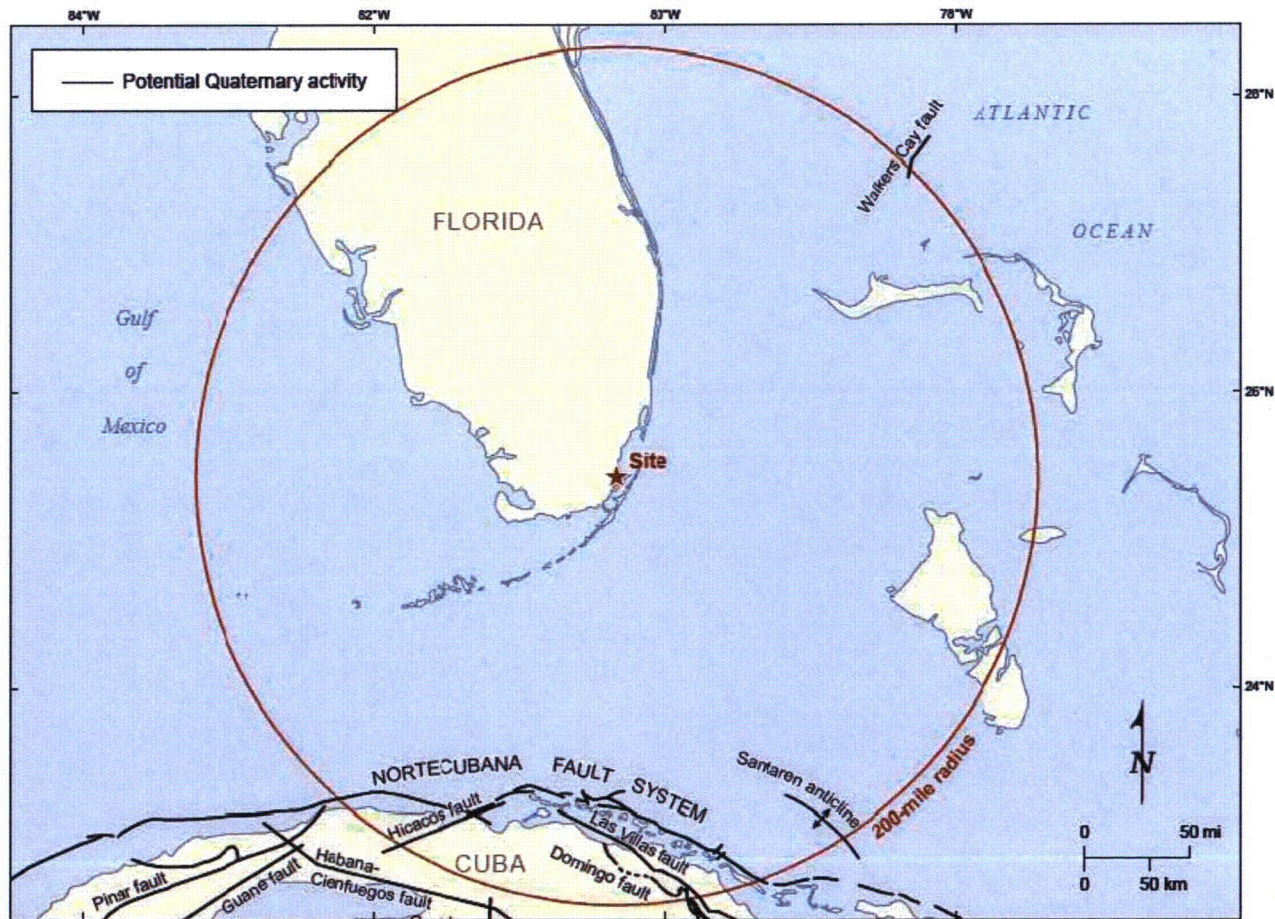 84°W 82°W 83°W 78°W
Potential Quaternary activity
28°N
ATLANTIC
Walkers Cay fault
FLORIDA
OCEAN
Gulf
of
Mexico
26°N
Site
24°N
NORTECUBANA FAULT SYSTEM
Santaren anticline
200-mile radius
N
Hicacos fault
Las Villas fault
0 50 mi
CUBA
Domingo fault
Habana-
Cienfuegos fault
Pinar fault
Guane fault
0 50 km